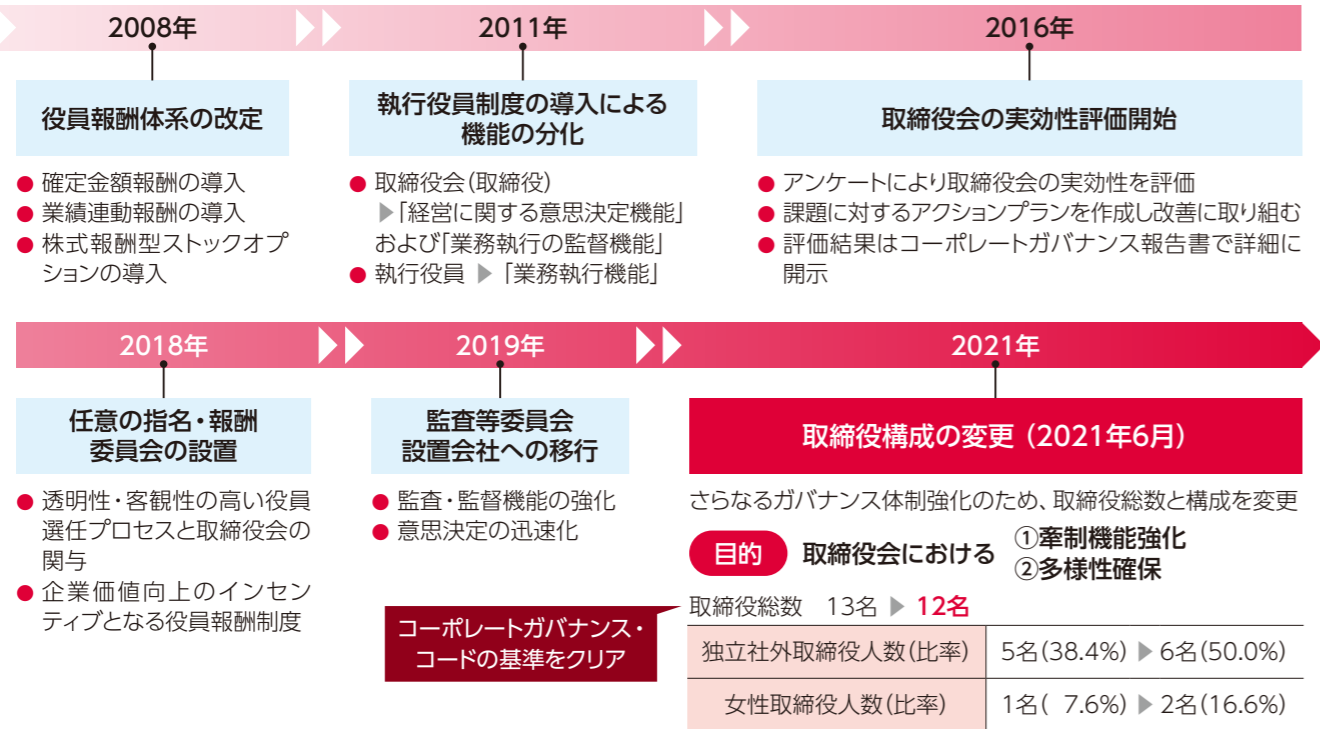 2008年
役員報酬体系の改定
● 確定金額報酬の導入
● 業績連動報酬の導入
● 株式報酬型ストックオプ
ションの導入
2011年
執行役員制度の導入による
機能の分化
● 取締役会(取締役)
▶「経営に関する意思決定機能」
および「業務執行の監督機能」
● 執行役員 ▶「業務執行機能」
2016年
取締役会の実効性評価開始
● アンケートにより取締役会の実効性を評価
● 課題に対するアクションプランを作成し改善に取り組む
● 評価結果はコーポレートガバナンス報告書で詳細に
開示
2018年
任意の指名・報酬
委員会の設置
● 透明性・客観性の高い役員
選任プロセスと取締役会の
関与
● 企業価値向上のインセン
ティブとなる役員報酬制度
2019年
監査等委員会
設置会社への移行
● 監査・監督機能の強化
● 意思決定の迅速化
2021年
取締役構成の変更（2021年6月）
さらなるガバナンス体制強化のため、取締役総数と構成を変更
目的 取締役会における
①牽制機能強化
②多様性確保
取締役総数 13名 ▶ 12名
コーポレートガバナンス・
コードの基準をクリア
独立社外取締役人数(比率) 5名(38.4%) ▶ 6名(50.0%)
女性取締役人数(比率) 1名( 7.6%) ▶ 2名(16.6%)